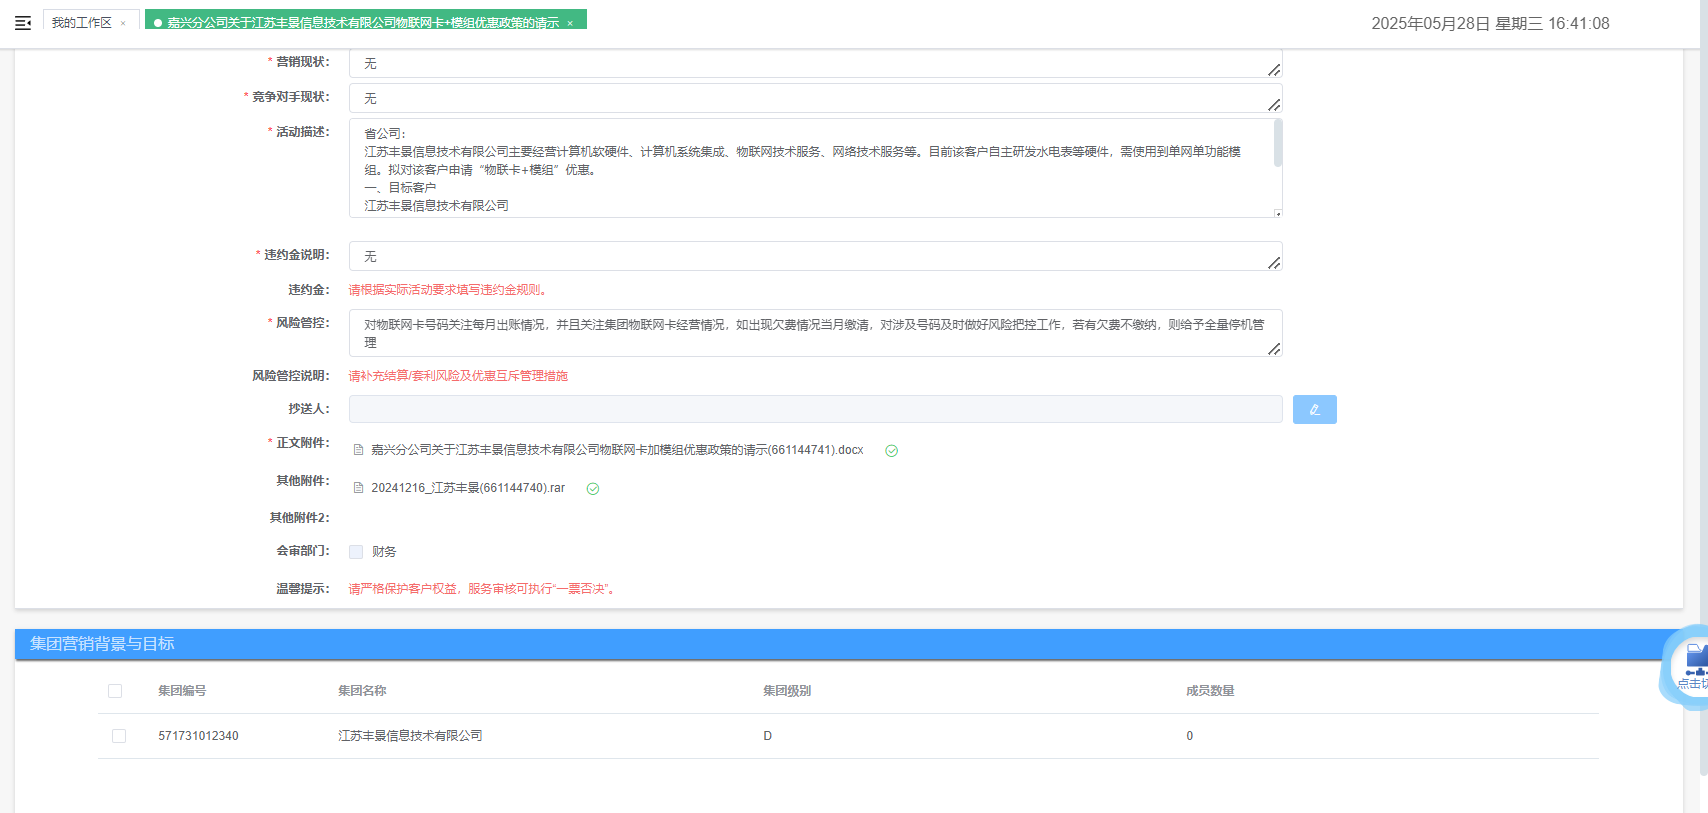 我的工作区 ×
嘉兴分公司关于江苏丰景信息技术有限公司物联网卡+模组优惠政策的请示 ×
2025年05月28日 星期三 16:41:08
* 营销现状: 无
* 竞争对手现状: 无
* 活动描述: 省公司:
江苏丰景信息技术有限公司主要经营计算机软硬件、计算机系统集成、物联网技术服务、网络技术服务等。目前该客户自主研发水电表等硬件，需使用到单网单功能模
组。拟对该客户申请“物联卡+模组”优惠。
一、目标客户
江苏丰景信息技术有限公司
* 违约金说明: 无
违约金: 请根据实际活动要求填写违约金规则。
* 风险管控: 对物联网卡号码关注每月出账情况，并且关注集团物联网卡经营情况，如出现欠费情况当月缴清，对涉及号码及时做好风险把控工作，若有欠费不缴纳，则给予全量停机管
理
风险管控说明: 请补充结算/套利风险及优惠互斥管理措施
抄送人:
* 正文附件: 嘉兴分公司关于江苏丰景信息技术有限公司物联网卡加模组优惠政策的请示(661144741).docx
其他附件: 20241216_江苏丰景(661144740).rar
其他附件2:
会审部门: 财务
温馨提示: 请严格保护客户权益，服务审核可执行“一票否决”。
集团营销背景与目标
点击切
集团编号 集团名称 集团级别 成员数量
571731012340 江苏丰景信息技术有限公司 D 0